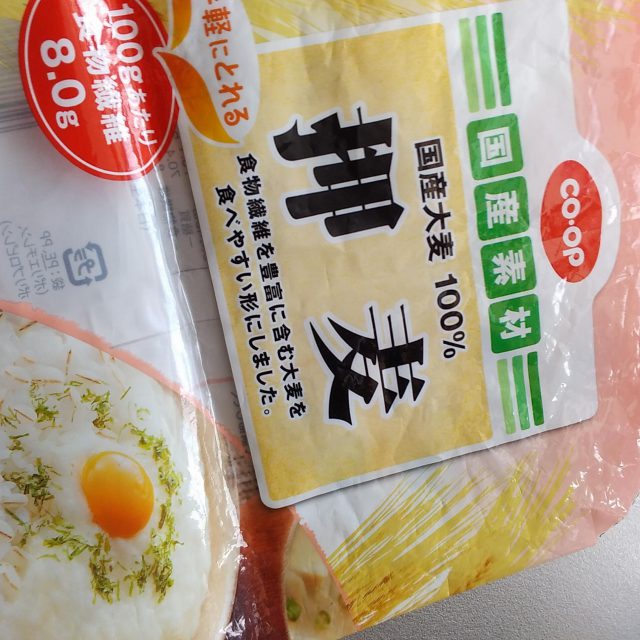 co·op
国産素材
国産大麦 100%
押麦
食物繊維を豊富に含む大麦を
食べやすい形にしました。
手軽にとれる
100gあたり
食物繊維
8.0g